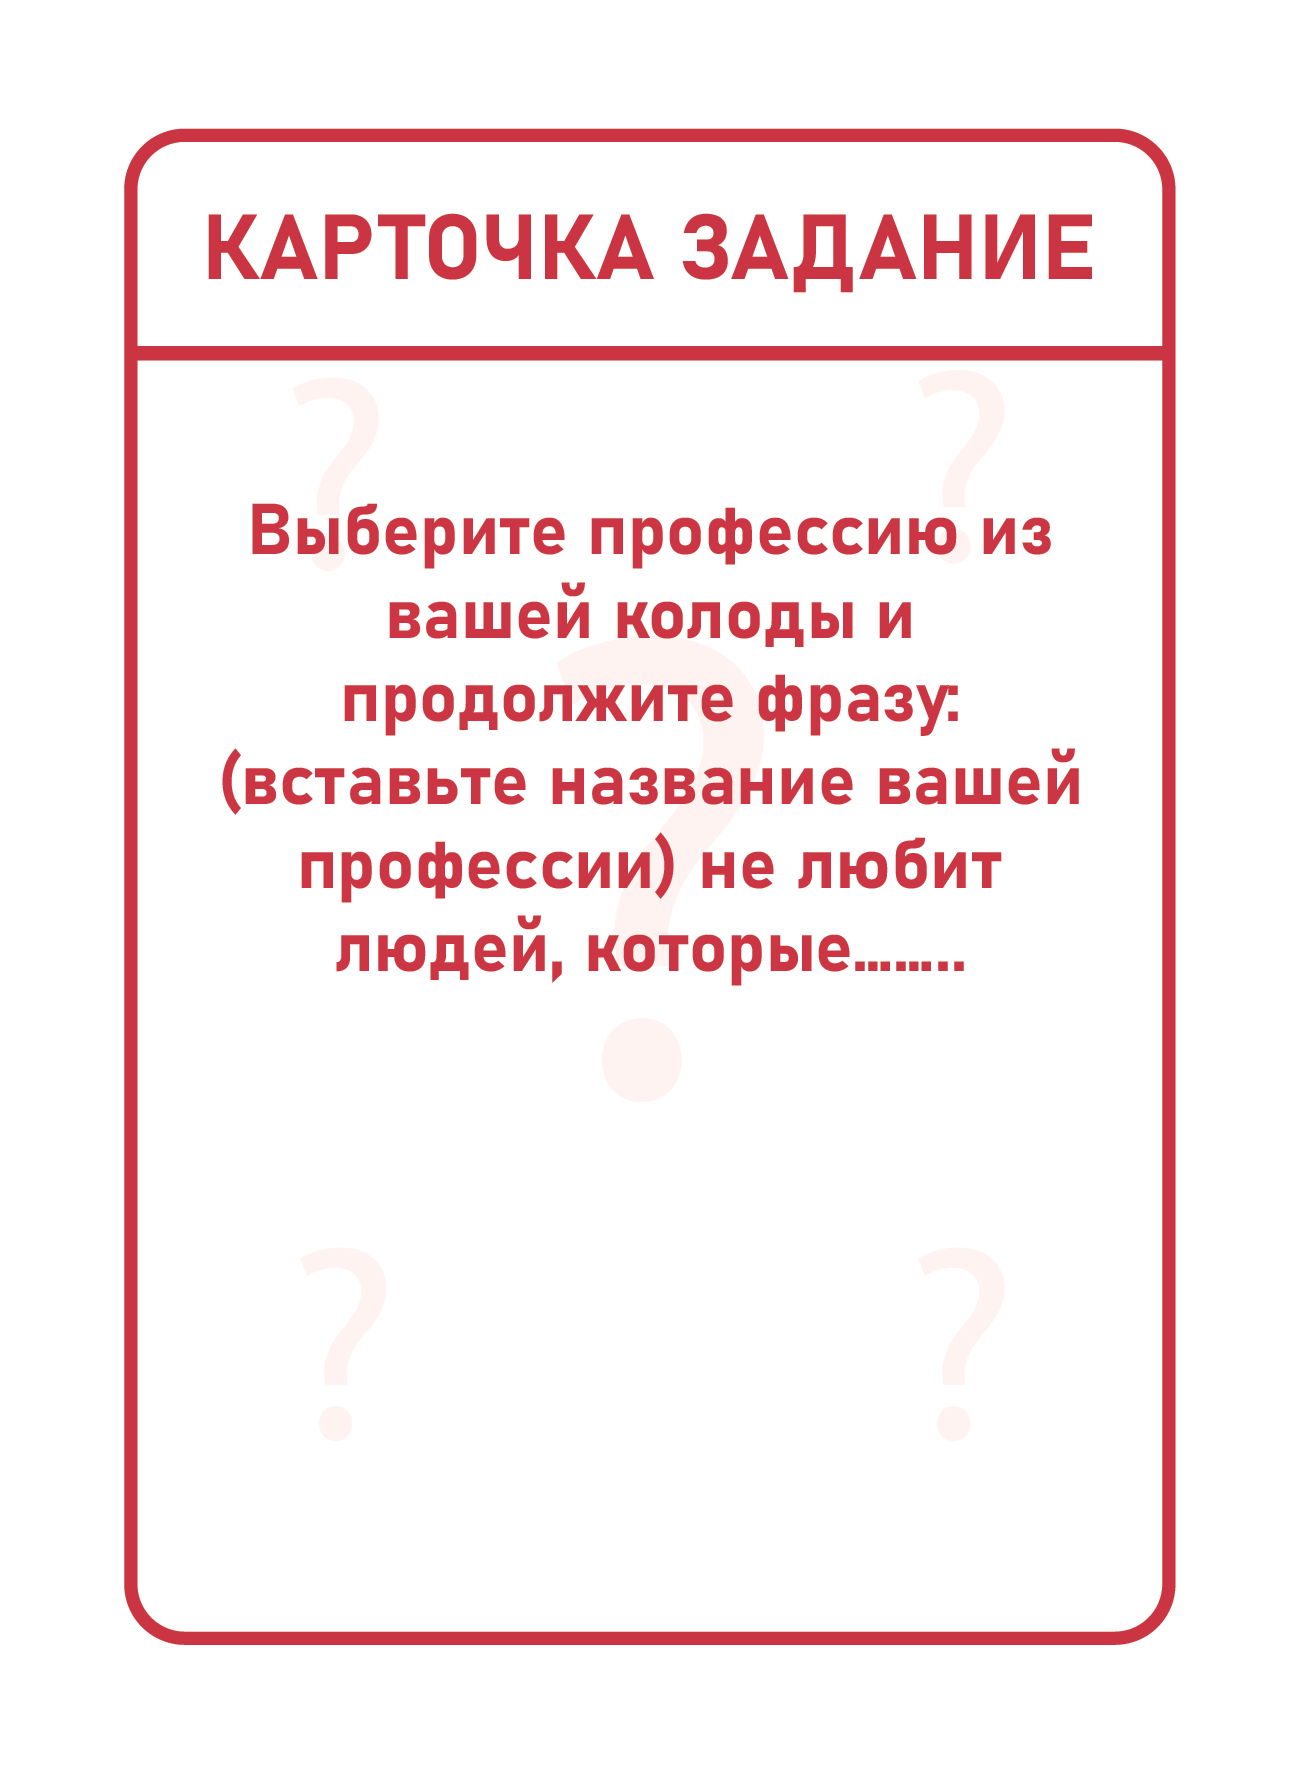 КАРТОЧКА ЗАДАНИЕ
Выберите профессию из
вашей колоды и
продолжите фразу:
(вставьте название вашей
профессии) не любит
людей, которые……..